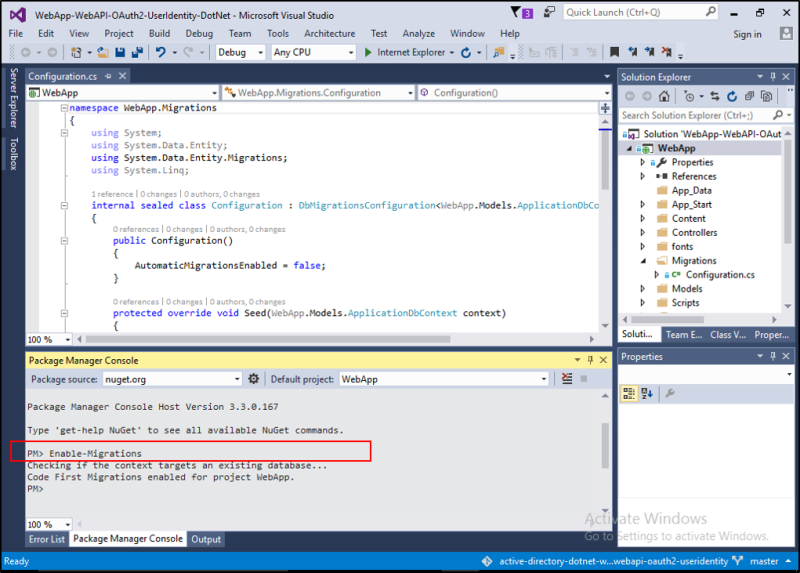 WebApp-WebAPI-OAuth2-UserIdentity-DotNet - Microsoft Visual Studio
3
Quick Launch (Ctrl+Q)
File Edit View Project Build Debug Team Tools Architecture Test Analyze Window Help
Sign in
Debug Any CPU Internet Explorer
Server Explorer
Toolbox
Configuration.cs
WebApp WebApp.Migrations.Configuration Configuration()
namespace WebApp.Migrations
{
using System;
using System.Data.Entity;
using System.Data.Entity.Migrations;
using System.Linq;
1 reference | 0 changes | 0 authors, 0 changes
internal sealed class Configuration : DbMigrationsConfiguration<WebApp.Models.ApplicationDbCo
{
0 references | 0 changes | 0 authors, 0 changes
public Configuration()
{
AutomaticMigrationsEnabled = false;
}
0 references | 0 changes | 0 authors, 0 changes
protected override void Seed(WebApp.Models.ApplicationDbContext context)
{
100 %
Solution Explorer
Search Solution Explorer (Ctrl+;)
Solution 'WebApp-WebAPI-OAut
WebApp
Properties
References
App_Data
App_Start
Content
Controllers
fonts
Migrations
C# Configuration.cs
Models
Scripts
Soluti... Team E... Class V... Proper...
Properties
Package Manager Console
Package source: nuget.org Default project: WebApp
Package Manager Console Host Version 3.3.0.167
Type 'get-help NuGet' to see all available NuGet commands.
PM> Enable-Migrations
Checking if the context targets an existing database...
Code First Migrations enabled for project WebApp.
PM>
100 %
Error List Package Manager Console Output
Activate Windows
Go to Settings to activate Windows.
Ready active-directory-dotnet-w...webapi-oauth2-useridentity master